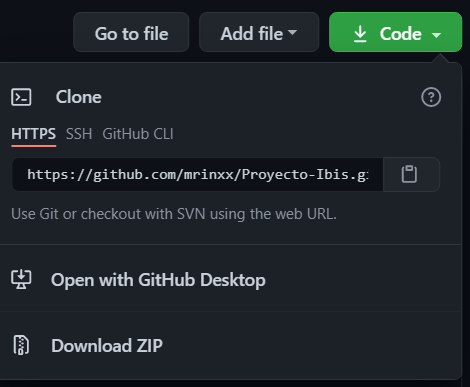 Go to file Add file Code
Clone
HTTPS SSH GitHub CLI
https://github.com/mrinxx/Proyecto-Ibis.gi
Use Git or checkout with SVN using the web URL.
Open with GitHub Desktop
Download ZIP